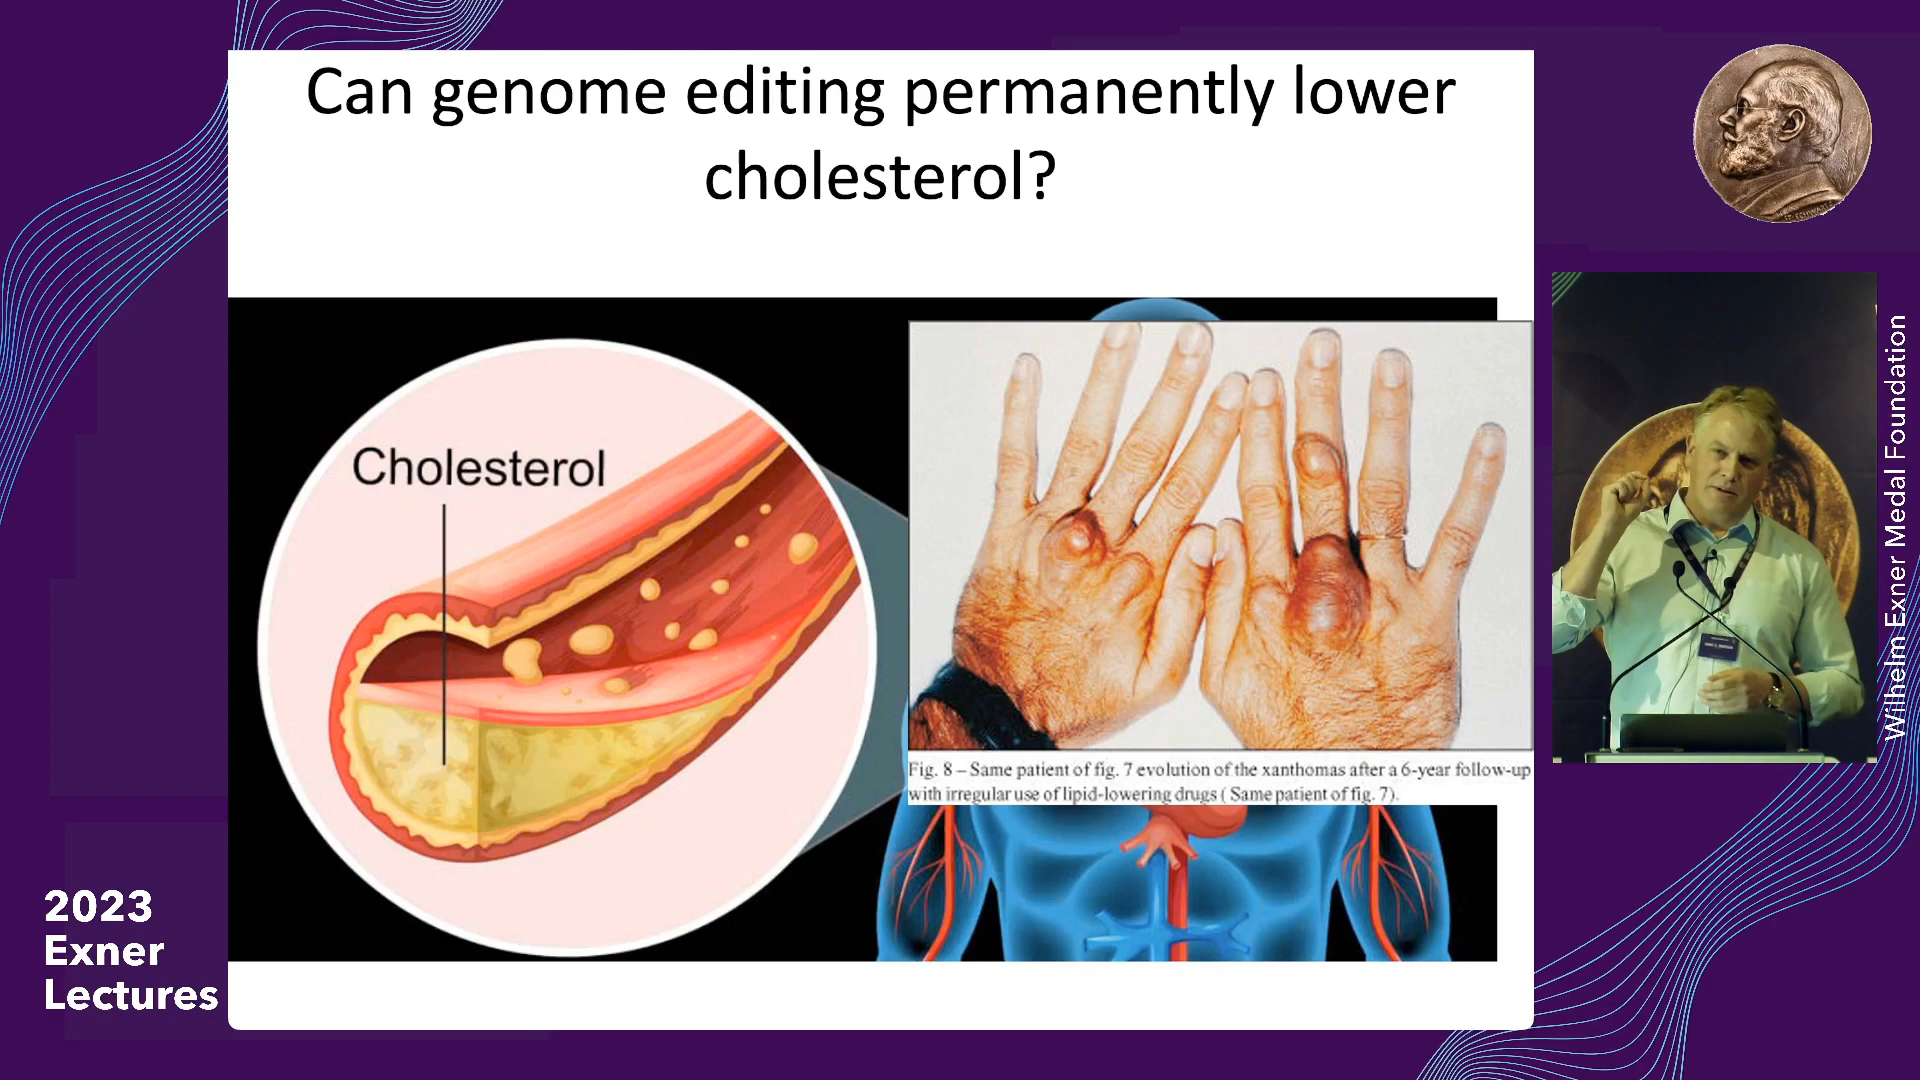 Can genome editing permanently lower
cholesterol?
Cholesterol
Fig. 8 – Same patient of fig. 7 evolution of the xanthomas after a 6-year follow-up
with irregular use of lipid-lowering drugs ( Same patient of fig. 7).
Wilhelm Exner Medal Foundation
2023
Exner
Lectures